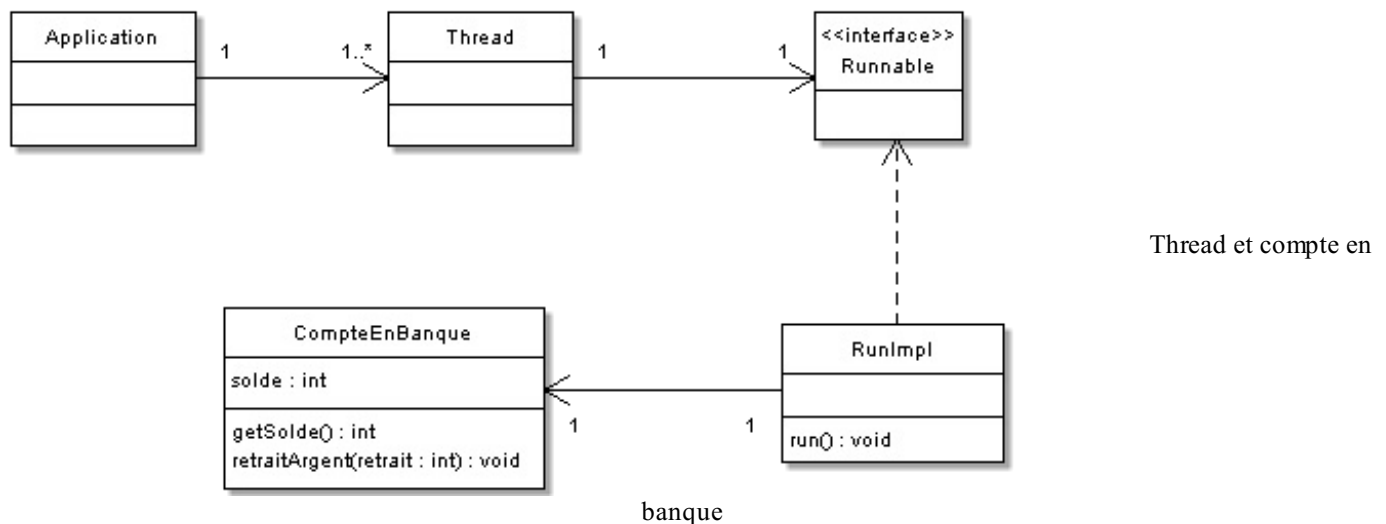 Application
1
1..*
Thread
1
1
<<interface>>
Runnable
Thread et compte en
CompteEnBanque
solde : int
getSolde() : int
retraitArgent(retrait : int) : void
1
1
RunImpl
run() : void
banque